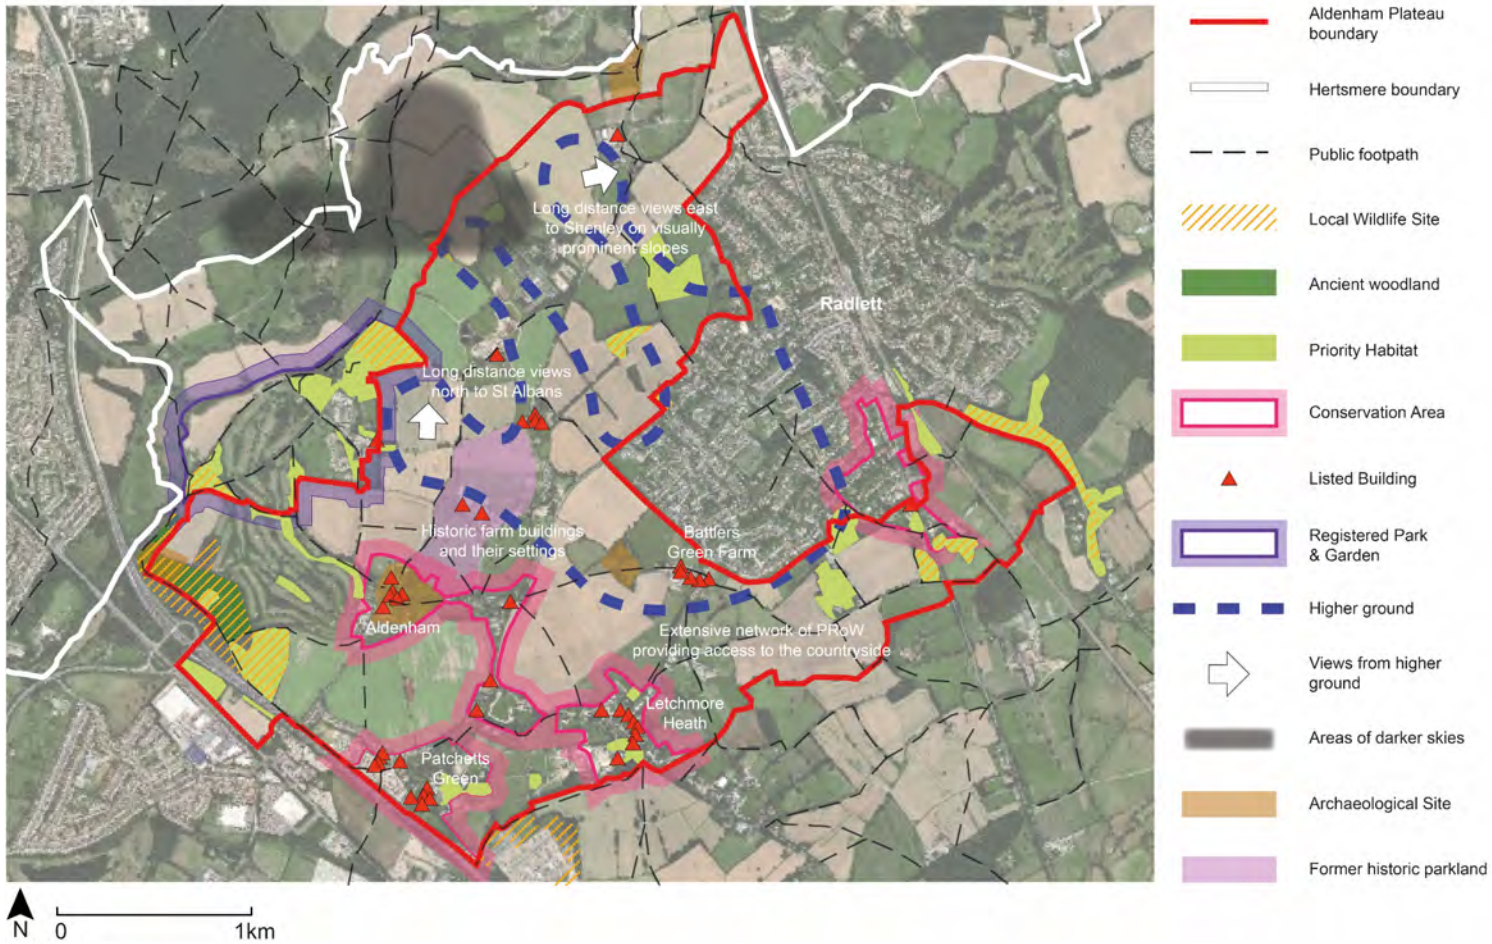 Long distance views east
to Shenley on visually
prominent slopes
Radlett
Long distance views
north to St Albans
Historic farm buildings
and their settings
Battlers
Green Farm
Aldenham
Extensive network of PRoW
providing access to the countryside
Letchmore
Heath
Patchetts
Green
N
0
1km
Aldenham Plateau
boundary
Hertsmere boundary
Public footpath
Local Wildlife Site
Ancient woodland
Priority Habitat
Conservation Area
Listed Building
Registered Park
& Garden
Higher ground
Views from higher
ground
Areas of darker skies
Archaeological Site
Former historic parkland